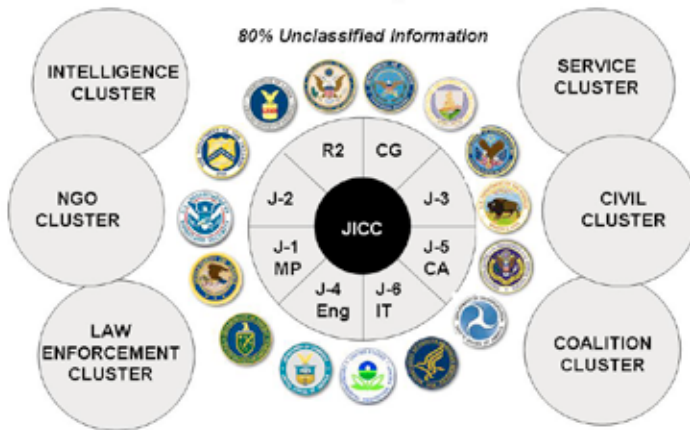 80% Unclassified Information
INTELLIGENCE
CLUSTER
NGO
CLUSTER
LAW
ENFORCEMENT
CLUSTER
R2
CG
J-2
J-3
JICC
J-1
MP
J-5
CA
J-4
Eng
J-6
IT
SERVICE
CLUSTER
CIVIL
CLUSTER
COALITION
CLUSTER